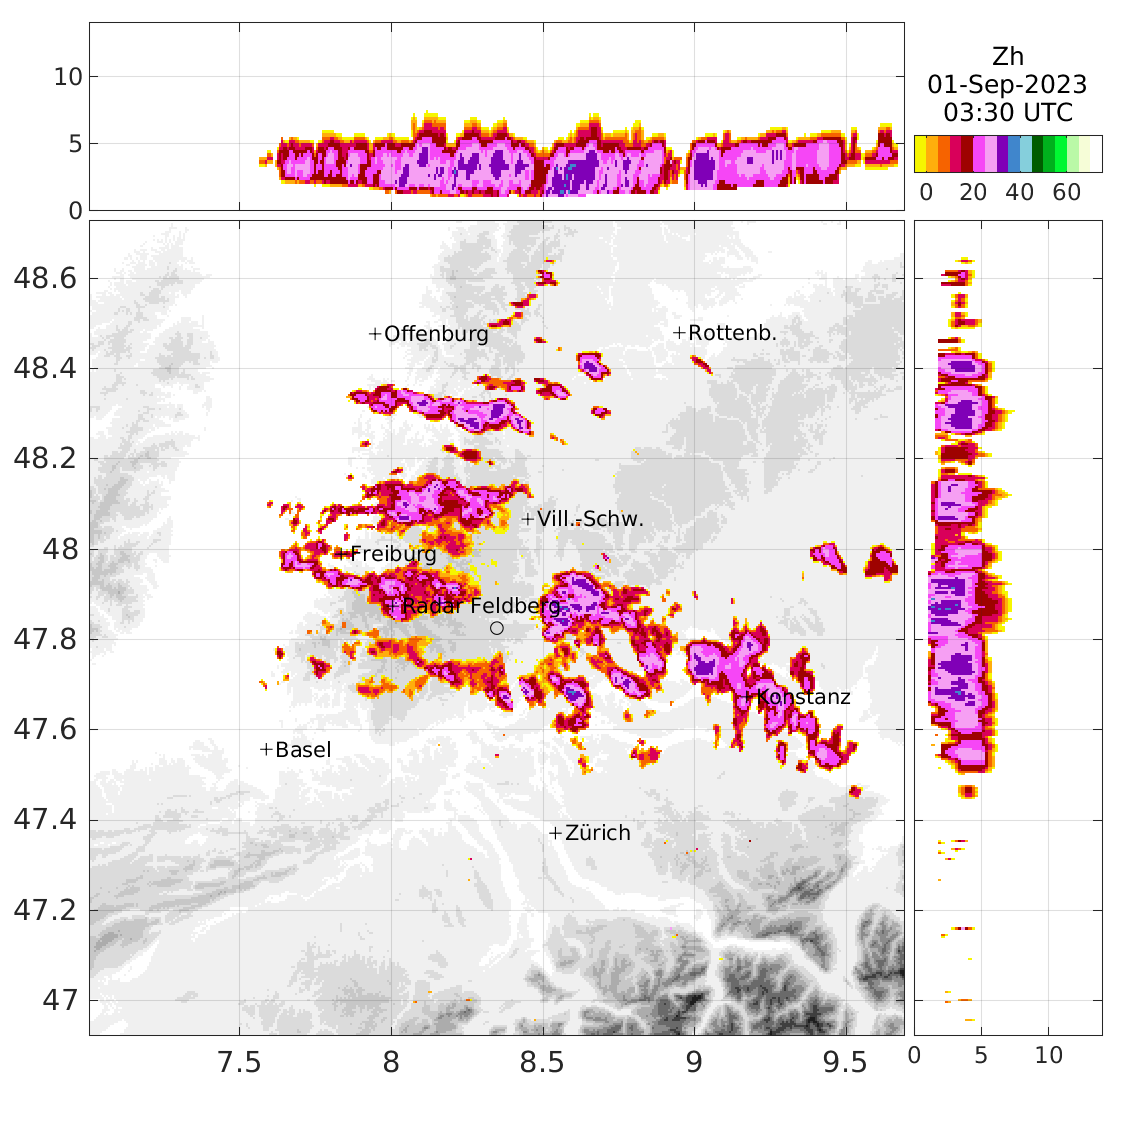 Zh
01-Sep-2023
03:30 UTC
0 20 40 60
10
5
0
48.6
48.4
48.2
48
47.8
47.6
47.4
47.2
47
+Offenburg
+Rottenb.
+Vill.-Schw.
+Freiburg
+Radar Feldberg
+Konstanz
+Basel
+Zürich
7.5 8 8.5 9 9.5
0 5 10